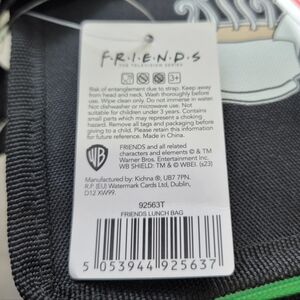 F·R·I·E·N·D·S
THE TELEVISION SERIES
3+
Risk of entanglement due to strap. Keep away
from head and neck. Wash thoroughly before
use. Wipe clean only. Do not immerse in water.
Not dishwasher or microwave use. Not
suitable for children under 3 years. Contains
small parts which may represent a choking
hazard. Remove all tags and packaging before
giving to a child. Please retain this information
for future reference. Made in China.
WB
FRIENDS and all related
characters and elements © & TM
Warner Bros. Entertainment Inc.
WB SHIELD: TM & © WBEI. (s23)
Manufactured by: Kichna ®, UB7 7PN.
R.P (EU) Watermark Cards Ltd, Dublin,
D12 XW99.
92563T
FRIENDS LUNCH BAG
5 053944 925637